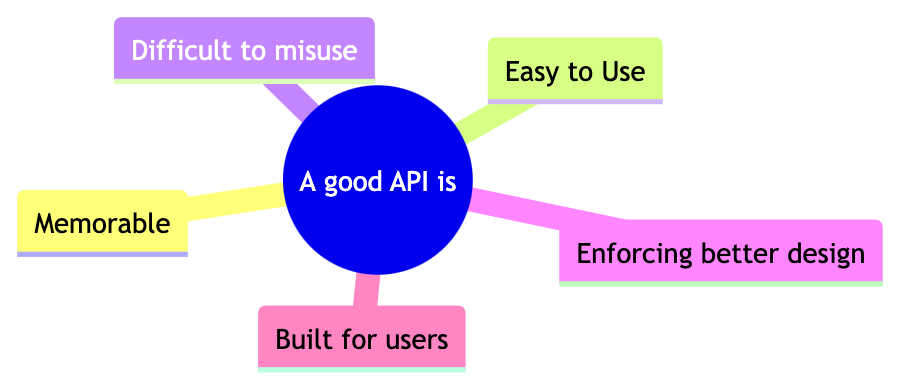 Difficult to misuse
Easy to Use
A good API is
Memorable
Enforcing better design
Built for users